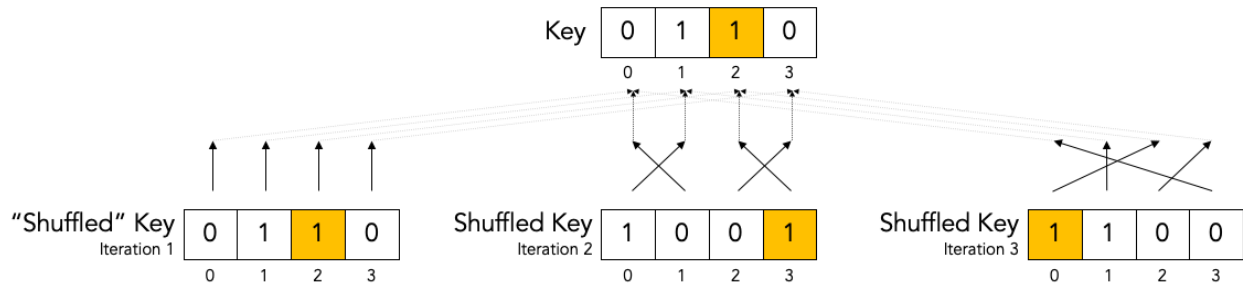 Key 0 1 1 0
0 1 2 3
"Shuffled" Key 0 1 1 0
Iteration 1
0 1 2 3
Shuffled Key 1 0 0 1
Iteration 2
0 1 2 3
Shuffled Key 1 1 0 0
Iteration 3
0 1 2 3